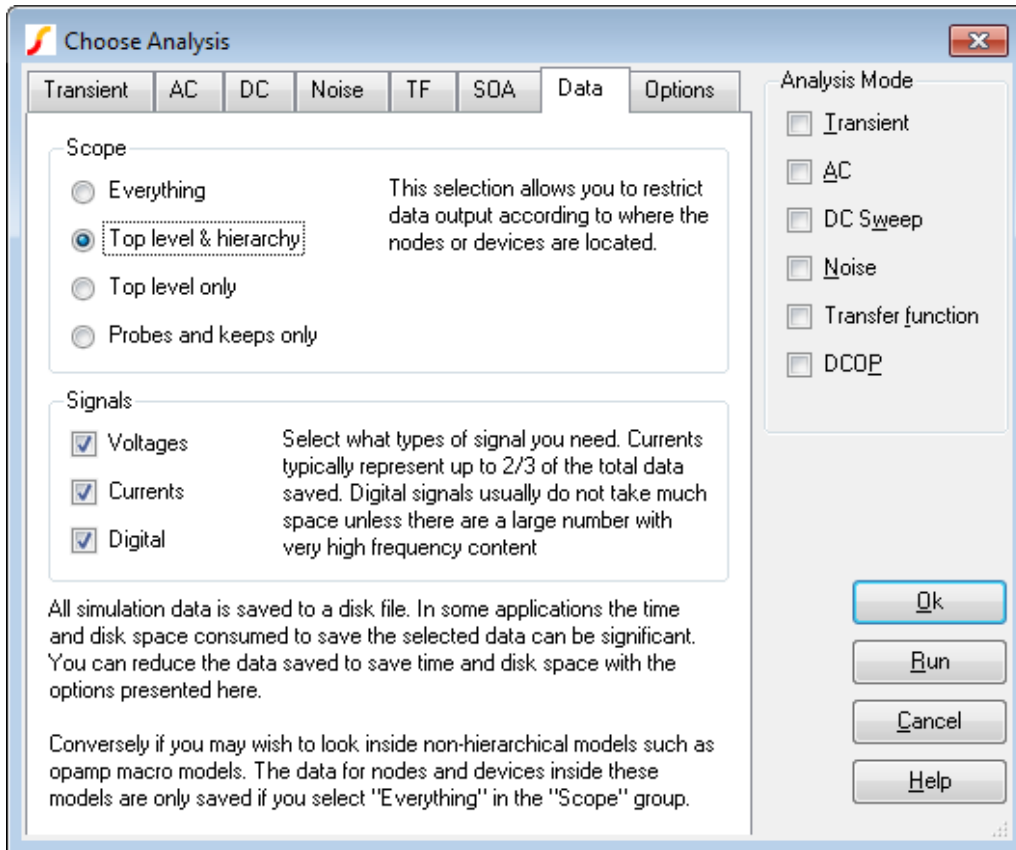 Choose Analysis
Transient AC DC Noise TF SOA Data Options
Scope
Everything
Top level & hierarchy
Top level only
Probes and keeps only
This selection allows you to restrict
data output according to where the
nodes or devices are located.
Signals
Voltages
Currents
Digital
Select what types of signal you need. Currents
typically represent up to 2/3 of the total data
saved. Digital signals usually do not take much
space unless there are a large number with
very high frequency content
All simulation data is saved to a disk file. In some applications the time
and disk space consumed to save the selected data can be significant.
You can reduce the data saved to save time and disk space with the
options presented here.
Conversely if you may wish to look inside non-hierarchical models such as
opamp macro models. The data for nodes and devices inside these
models are only saved if you select "Everything" in the "Scope" group.
Analysis Mode
Transient
AC
DC Sweep
Noise
Transfer function
DCOP
Ok
Run
Cancel
Help